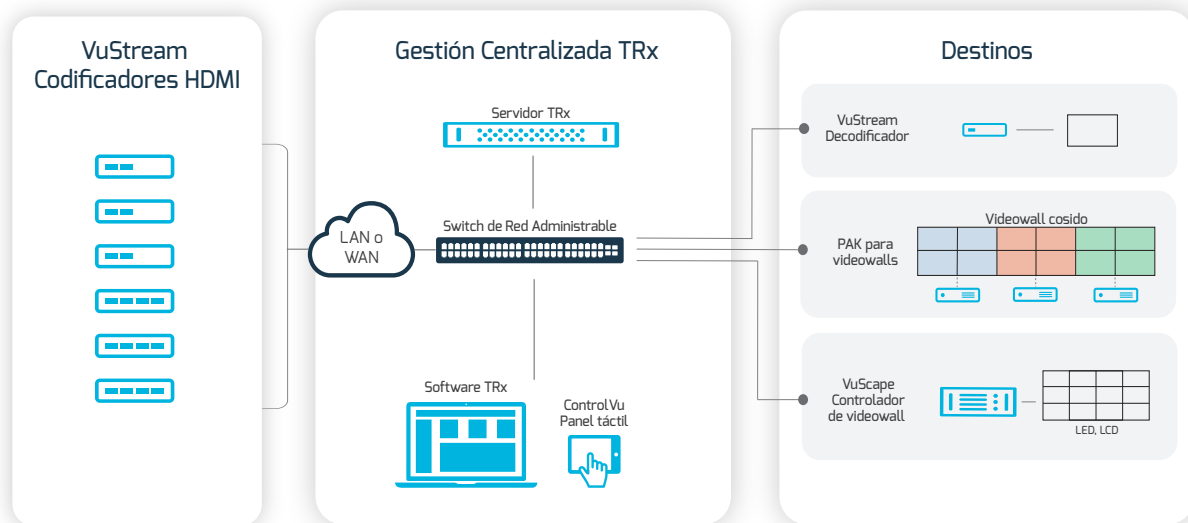 VuStream
Codificadores HDMI
Gestión Centralizada TRx
Servidor TRx
LAN o
WAN
Switch de Red Administrable
Software TRx
ControlVu
Panel táctil
Destinos
VuStream
Decodificador
PAK para
videowalls
Videowall cosido
VuScape
Controlador
de videowall
LED, LCD